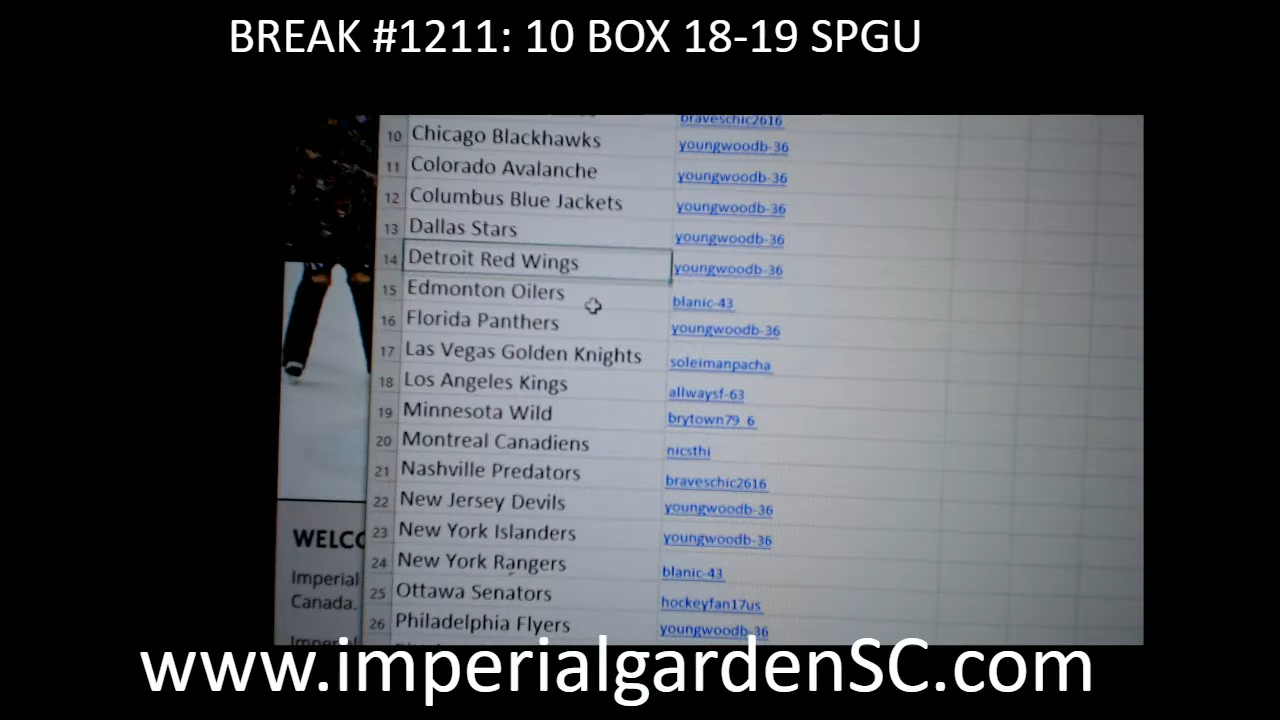 BREAK #1211: 10 BOX 18-19 SPGU
braveschic2616
10 Chicago Blackhawks youngwoodb-36
11 Colorado Avalanche youngwoodb-36
12 Columbus Blue Jackets youngwoodb-36
13 Dallas Stars youngwoodb-36
14 Detroit Red Wings youngwoodb-36
15 Edmonton Oilers blanic-43
16 Florida Panthers youngwoodb-36
17 Las Vegas Golden Knights soleimanpacha
18 Los Angeles Kings allwaysf-63
19 Minnesota Wild brytown79_6
20 Montreal Canadiens nicsthi
21 Nashville Predators braveschic2616
22 New Jersey Devils youngwoodb-36
23 New York Islanders youngwoodb-36
24 New York Rangers blanic-43
25 Ottawa Senators hockeyfan17us
26 Philadelphia Flyers youngwoodb-36
WELCO
Imperial
Canada.
Imperial
www.imperialgardenSC.com